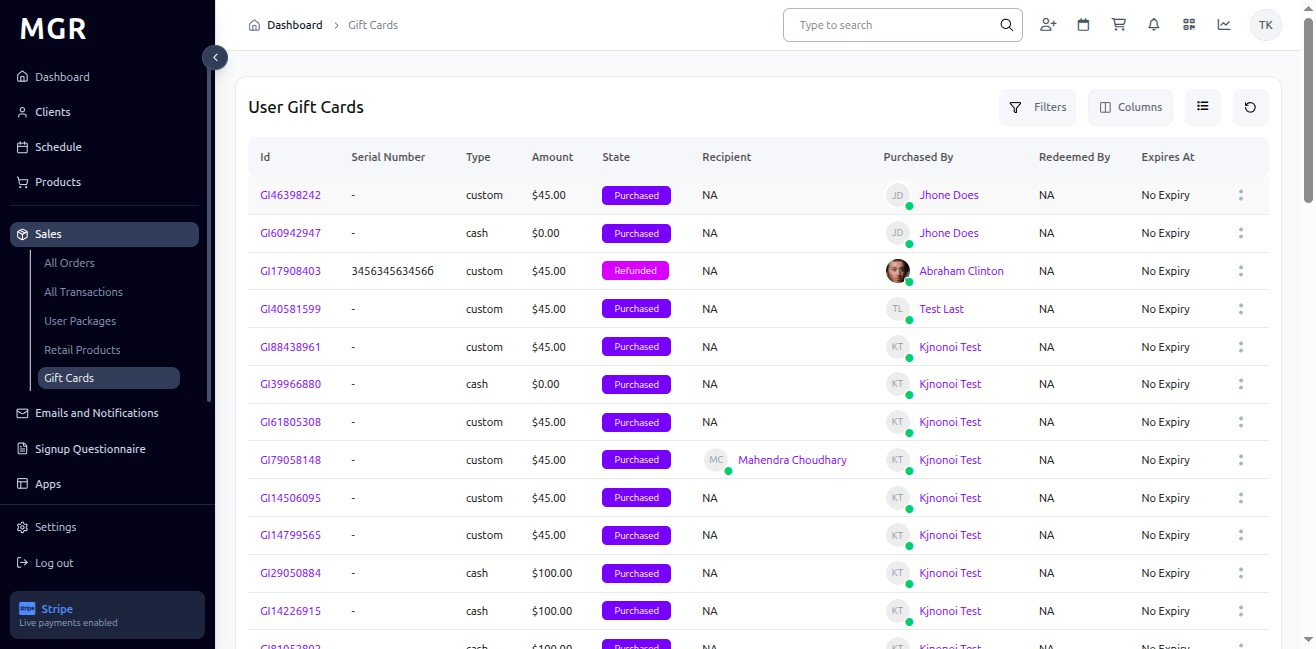 MGR
Dashboard
Clients
Schedule
Products
Sales
All Orders
All Transactions
User Packages
Retail Products
Gift Cards
Emails and Notifications
Signup Questionnaire
Apps
Settings
Log out
stripe Stripe
Live payments enabled
Dashboard > Gift Cards
Type to search
TK
User Gift Cards
Filters
Columns
Id Serial Number Type Amount State Recipient Purchased By Redeemed By Expires At
GI46398242 - custom $45.00 Purchased NA JD Jhone Does NA No Expiry
GI60942947 - cash $0.00 Purchased NA JD Jhone Does NA No Expiry
GI17908403 3456345634566 custom $45.00 Refunded NA Abraham Clinton NA No Expiry
GI40581599 - custom $45.00 Purchased NA TL Test Last NA No Expiry
GI88438961 - custom $45.00 Purchased NA KT Kjnonoi Test NA No Expiry
GI39966880 - cash $0.00 Purchased NA KT Kjnonoi Test NA No Expiry
GI61805308 - custom $45.00 Purchased NA KT Kjnonoi Test NA No Expiry
GI79058148 - custom $45.00 Purchased MC Mahendra Choudhary KT Kjnonoi Test NA No Expiry
GI14506095 - custom $45.00 Purchased NA KT Kjnonoi Test NA No Expiry
GI14799565 - custom $45.00 Purchased NA KT Kjnonoi Test NA No Expiry
GI29050884 - cash $100.00 Purchased NA KT Kjnonoi Test NA No Expiry
GI14226915 - cash $100.00 Purchased NA KT Kjnonoi Test NA No Expiry
- cash $100.00 Purchased NA KT Kjnonoi Test NA No Expiry